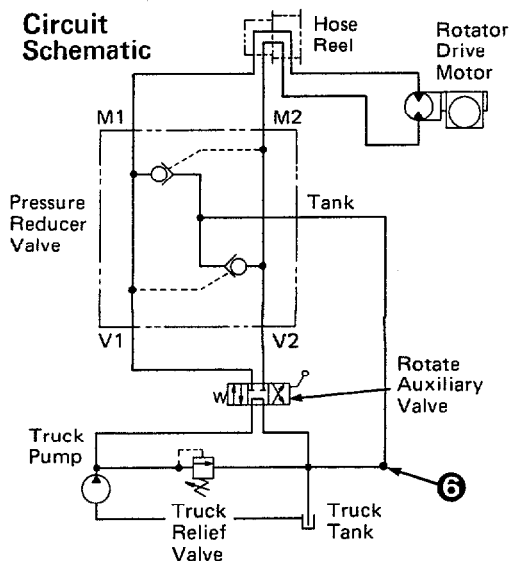 Circuit
Schematic
Hose
Reel
Rotator
Drive
Motor
M1
M2
Pressure
Reducer
Valve
Tank
V1
V2
Rotate
Auxiliary
Valve
W
Truck
Pump
6
Truck
Relief
Valve
Truck
Tank